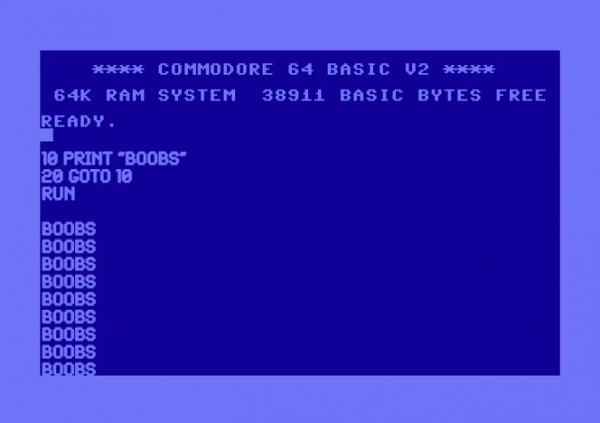 **** COMMODORE 64 BASIC V2 ****
64K RAM SYSTEM  38911 BASIC BYTES FREE
READY.
10 PRINT "BOOBS"
20 GOTO 10
RUN
BOOBS
BOOBS
BOOBS
BOOBS
BOOBS
BOOBS
BOOBS
BOOBS
BOOBS